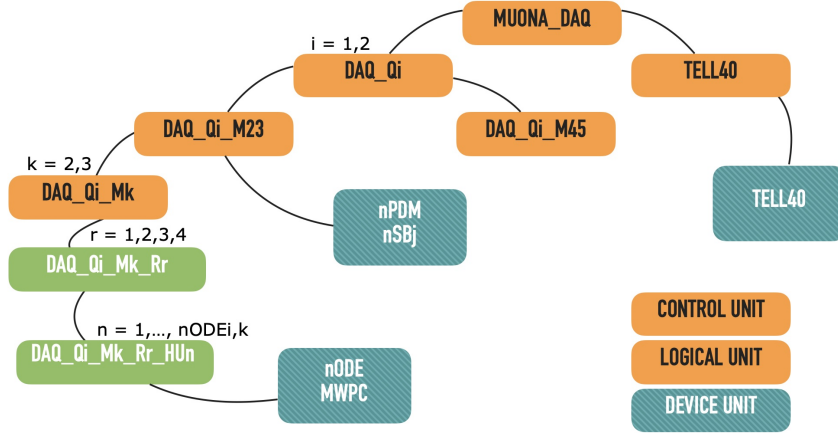 MUONA_DAQ
i = 1,2
DAQ_Qi
TELL40
DAQ_Qi_M23
DAQ_Qi_M45
k = 2,3
DAQ_Qi_Mk
nPDM
nSBj
TELL40
r = 1,2,3,4
DAQ_Qi_Mk_Rr
n = 1,..., nODEi,k
DAQ_Qi_Mk_Rr_HUn
nODE
MWPC
CONTROL UNIT
LOGICAL UNIT
DEVICE UNIT